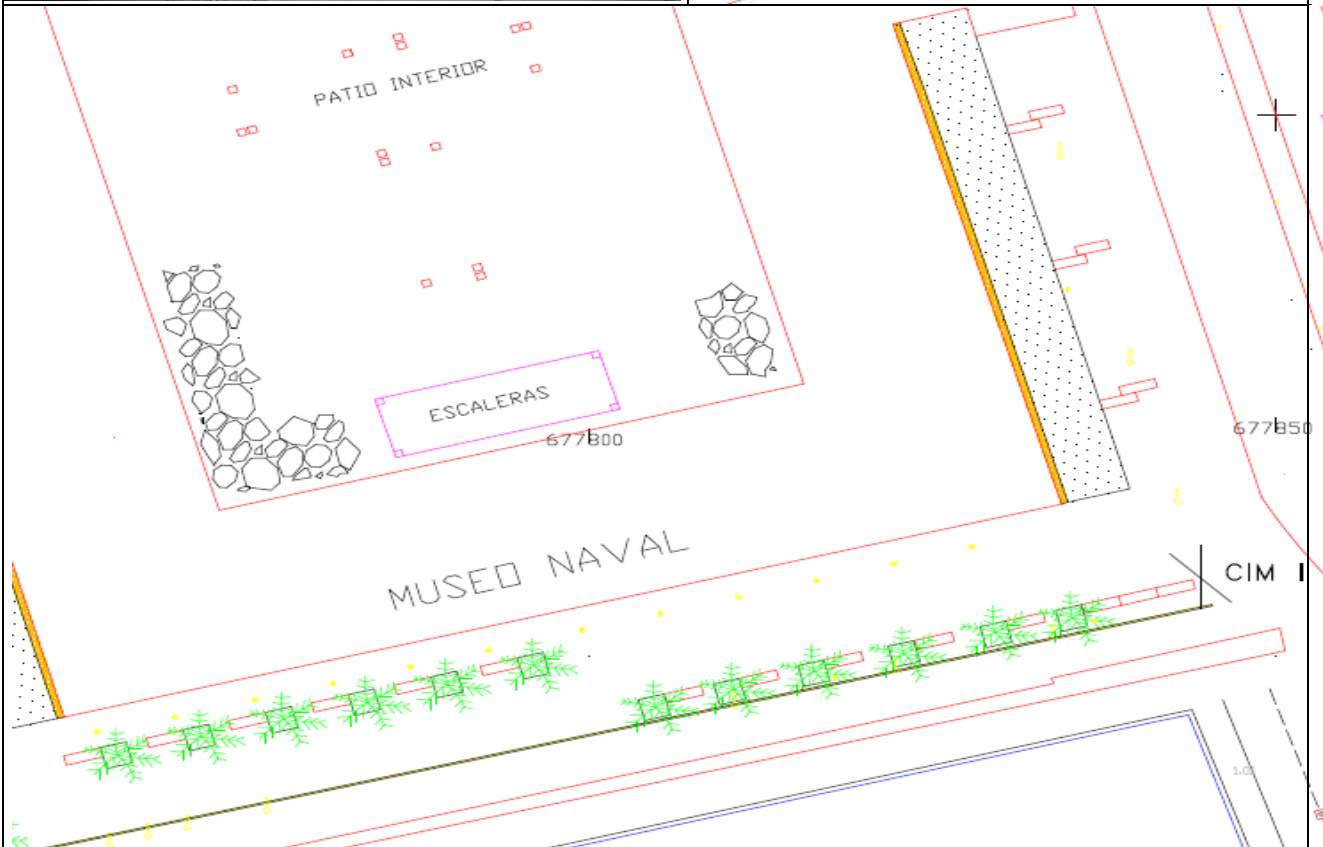 PATIO INTERIOR
ESCALERAS
677800
677850
MUSEO NAVAL
CIM I